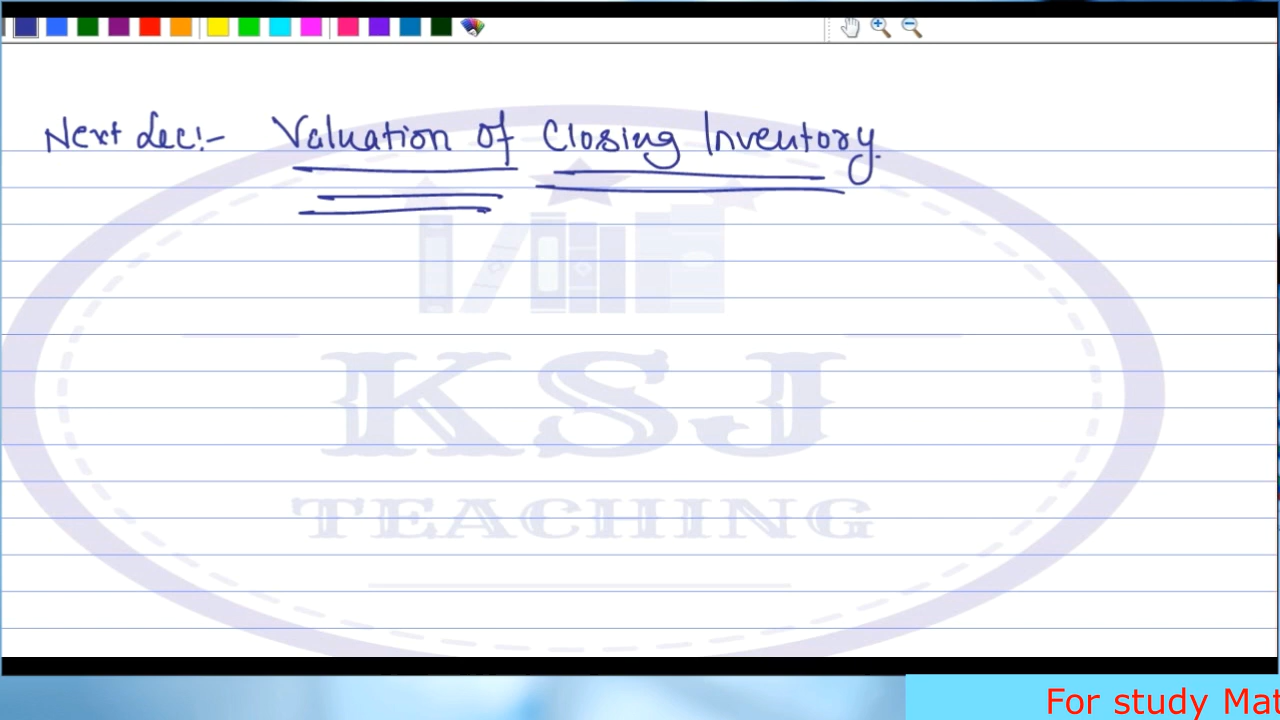 Next Lec:- Valuation of Closing Inventory.
KSJ
TEACHING
For study Mat